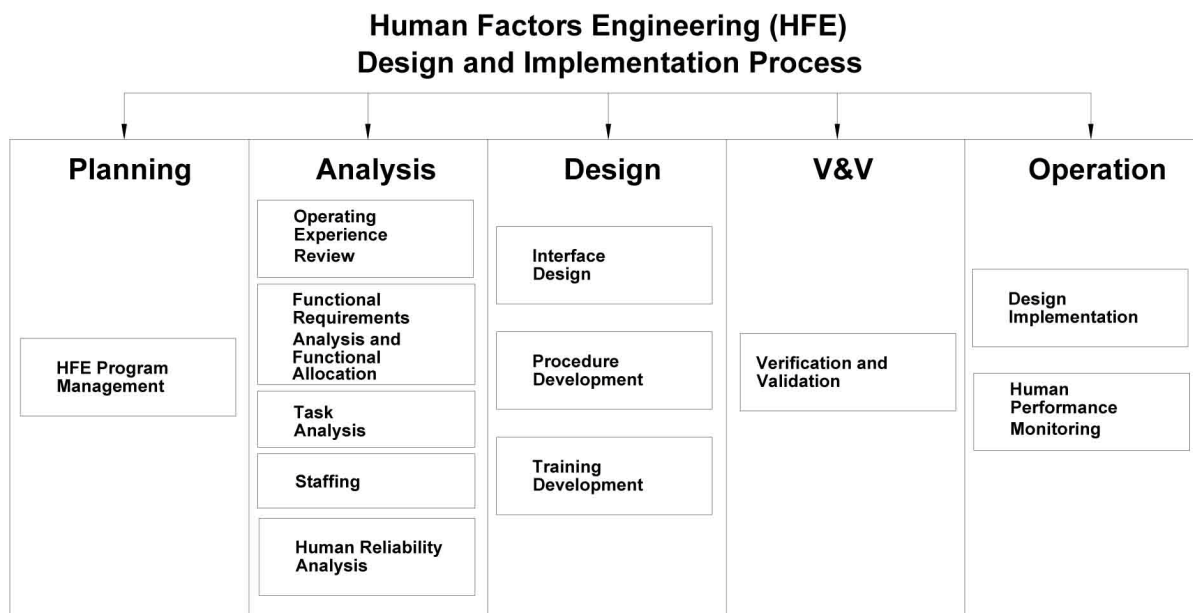 Human Factors Engineering (HFE)
Design and Implementation Process
Planning
HFE Program
Management
Analysis
Operating
Experience
Review
Functional
Requirements
Analysis and
Functional
Allocation
Task
Analysis
Staffing
Human Reliability
Analysis
Design
Interface
Design
Procedure
Development
Training
Development
V&V
Verification and
Validation
Operation
Design
Implementation
Human
Performance
Monitoring